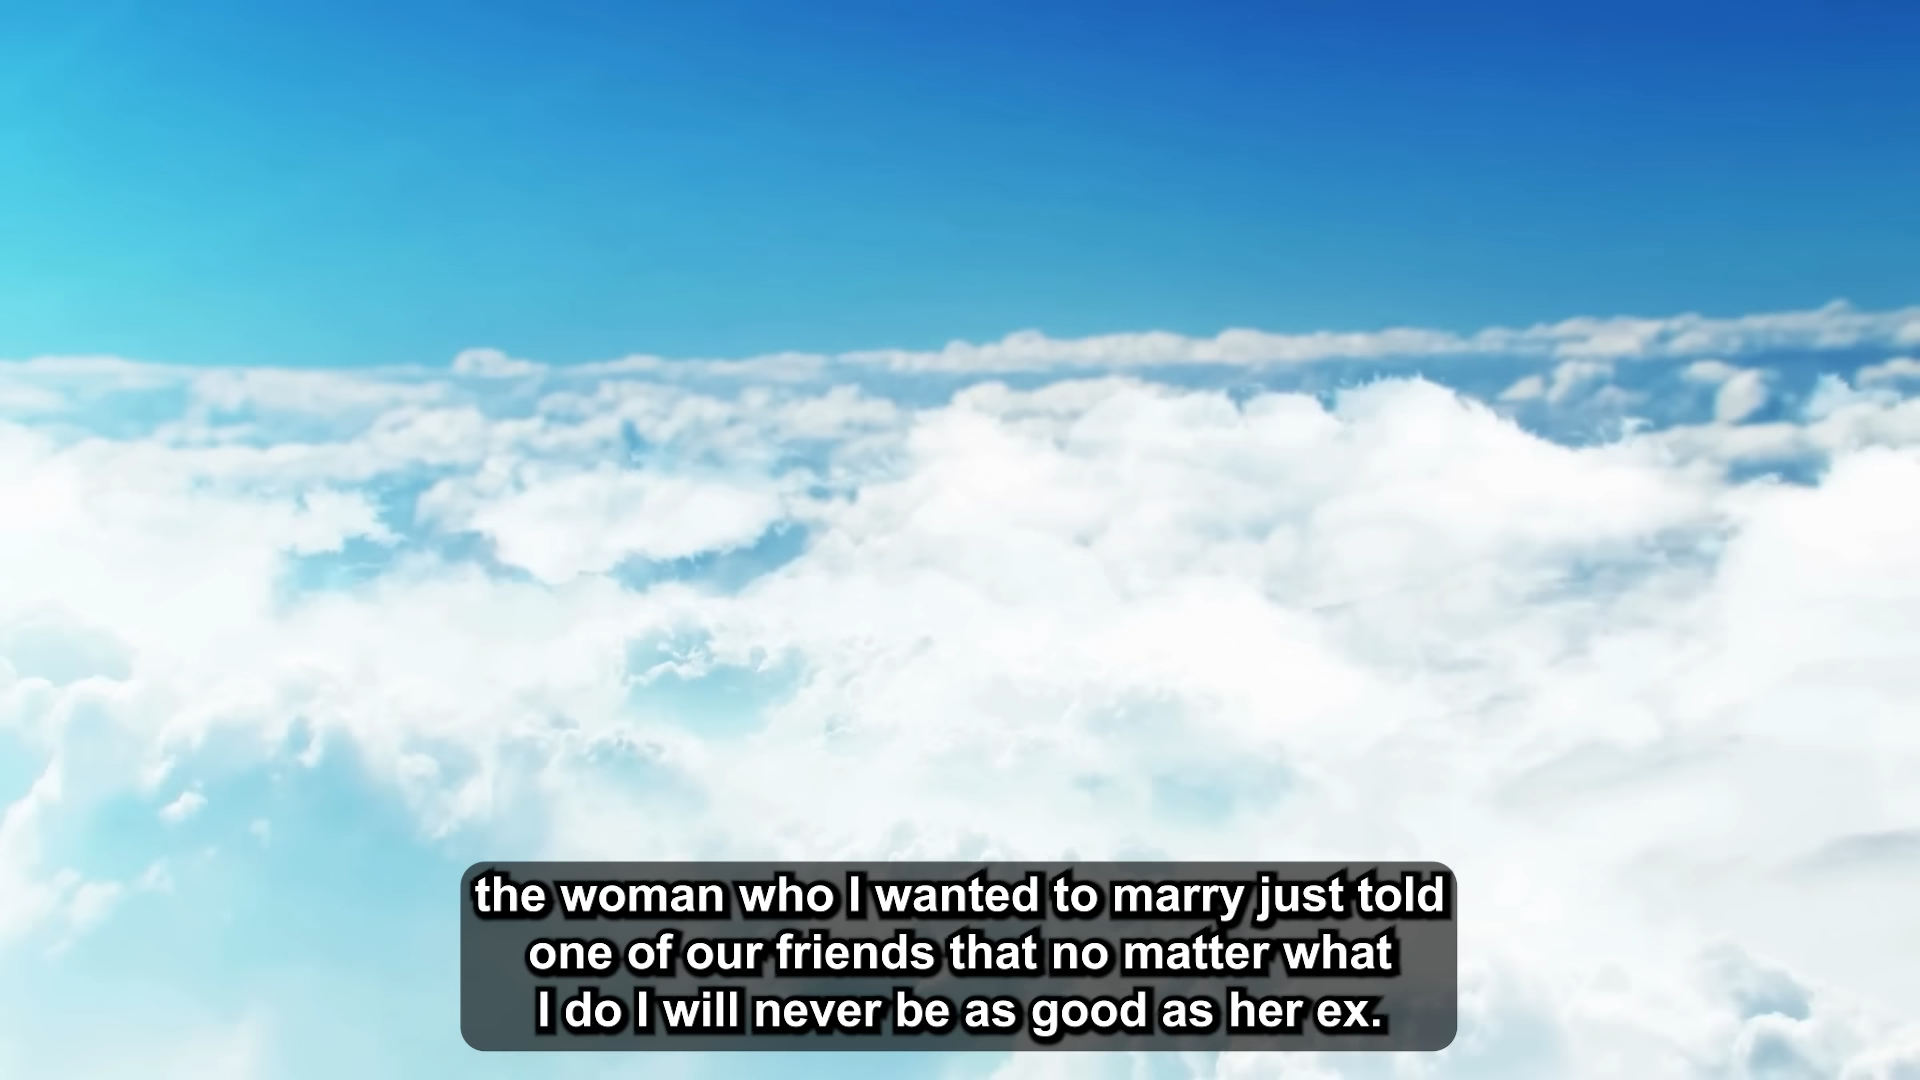 the woman who I wanted to marry just told
one of our friends that no matter what
I do I will never be as good as her ex.